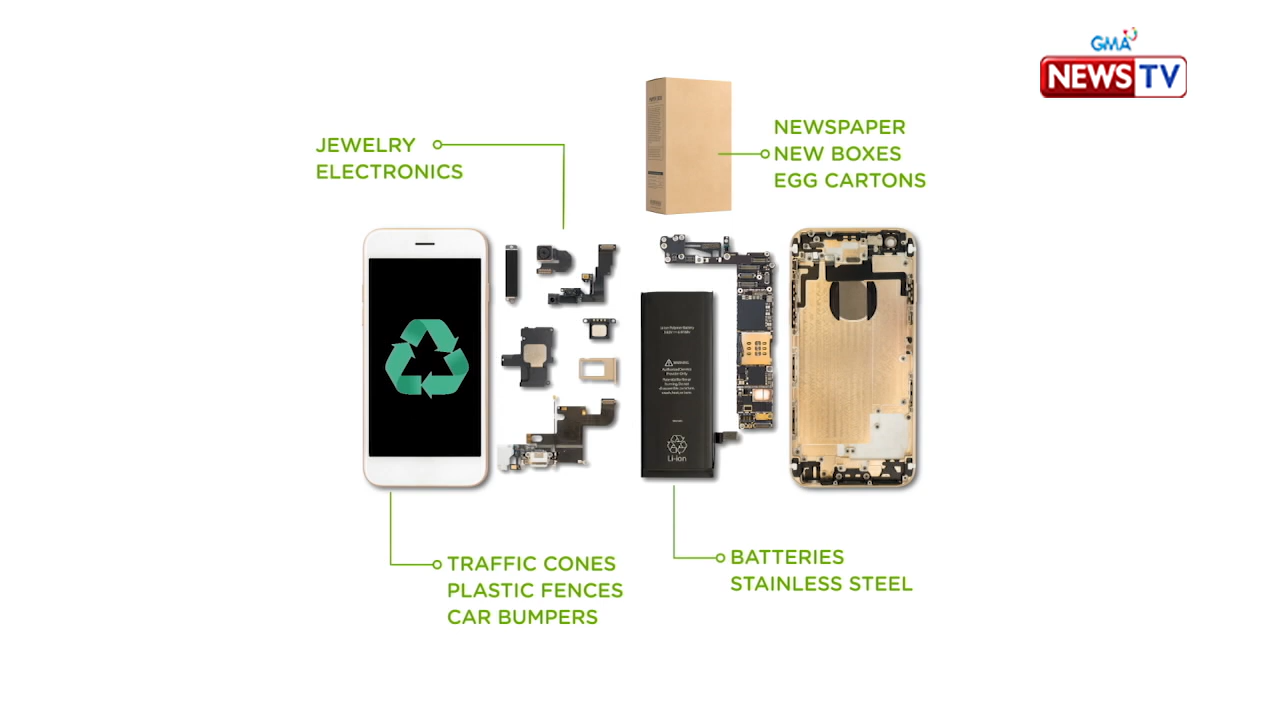 GMA
NEWS TV
JEWELRY
ELECTRONICS
NEWSPAPER
NEW BOXES
EGG CARTONS
Li-ion
TRAFFIC CONES
PLASTIC FENCES
CAR BUMPERS
BATTERIES
STAINLESS STEEL